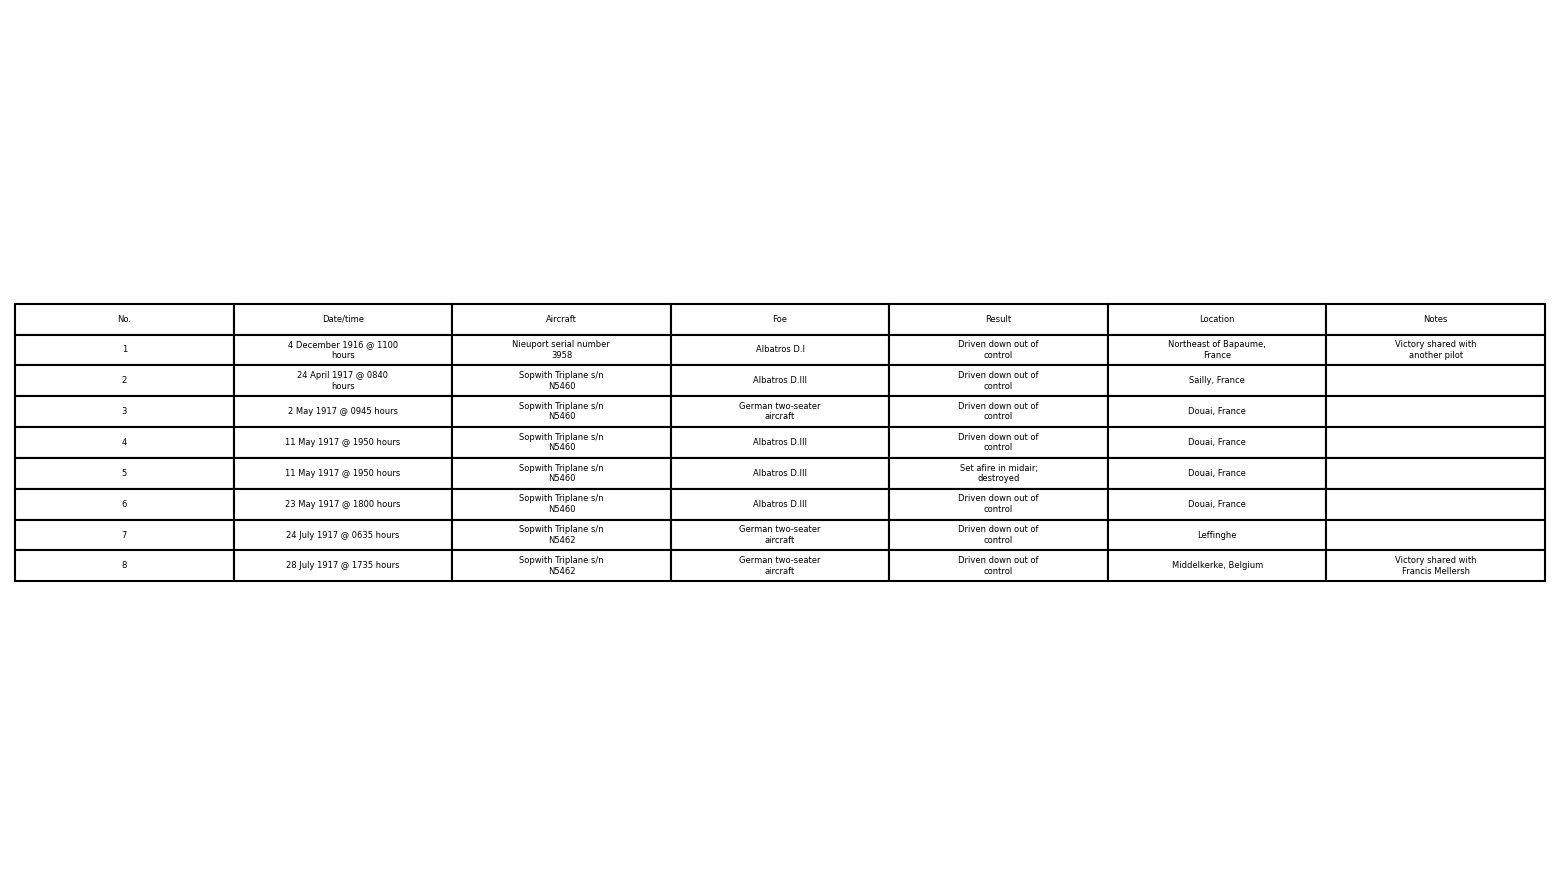 No. Date/time Aircraft Foe Result Location Notes
1 4 December 1916 @ 1100 hours Nieuport serial number 3958 Albatros D.I Driven down out of control Northeast of Bapaume, France Victory shared with another pilot
2 24 April 1917 @ 0840 hours Sopwith Triplane s/n N5460 Albatros D.III Driven down out of control Sailly, France
3 2 May 1917 @ 0945 hours Sopwith Triplane s/n N5460 German two-seater aircraft Driven down out of control Douai, France
4 11 May 1917 @ 1950 hours Sopwith Triplane s/n N5460 Albatros D.III Driven down out of control Douai, France
5 11 May 1917 @ 1950 hours Sopwith Triplane s/n N5460 Albatros D.III Set afire in midair; destroyed Douai, France
6 23 May 1917 @ 1800 hours Sopwith Triplane s/n N5460 Albatros D.III Driven down out of control Douai, France
7 24 July 1917 @ 0635 hours Sopwith Triplane s/n N5462 German two-seater aircraft Driven down out of control Leffinghe
8 28 July 1917 @ 1735 hours Sopwith Triplane s/n N5462 German two-seater aircraft Driven down out of control Middelkerke, Belgium Victory shared with Francis Mellersh